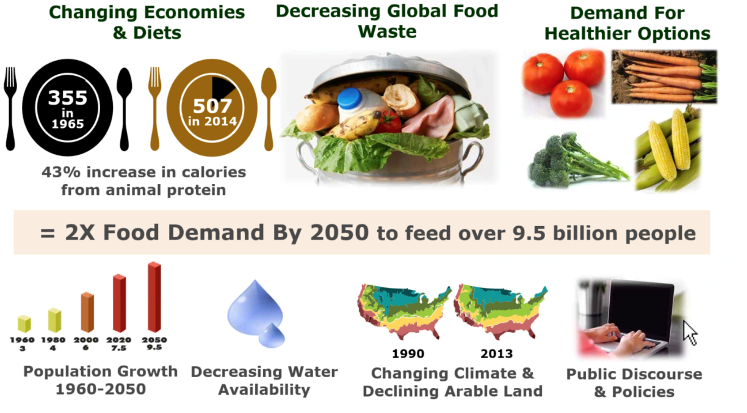 Changing Economies
& Diets
Decreasing Global Food
Waste
Demand For
Healthier Options
355
in
1965
507
in 2014
43% increase in calories
from animal protein
= 2X Food Demand By 2050 to feed over 9.5 billion people
1960 1980 2000 2020 2050
3 4 6 7.5 9.5
1990 2013
Population Growth
1960-2050
Decreasing Water
Availability
Changing Climate &
Declining Arable Land
Public Discourse
& Policies